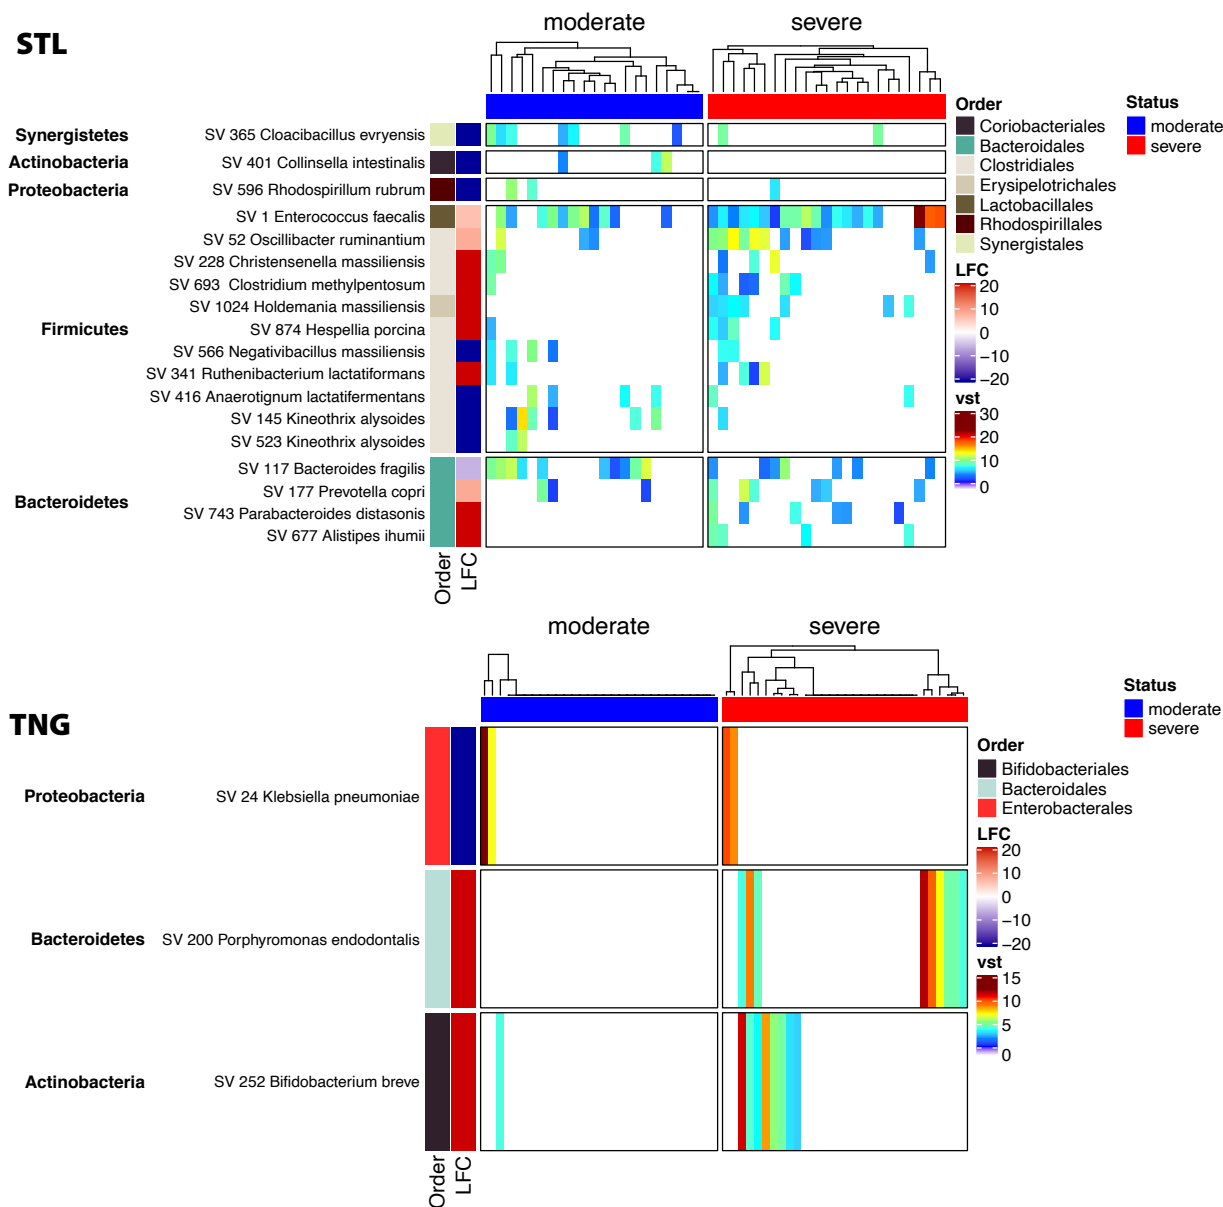 STL
moderate
severe
Synergistetes
SV 365 Cloacibacillus evryensis
Actinobacteria
SV 401 Collinsella intestinalis
Proteobacteria
SV 596 Rhodospirillum rubrum
Firmicutes
SV 1 Enterococcus faecalis
SV 52 Oscillibacter ruminantium
SV 228 Christensenella massiliensis
SV 693 Clostridium methylpentosum
SV 1024 Holdemania massiliensis
SV 874 Hespellia porcina
SV 566 Negativibacillus massiliensis
SV 341 Ruthenibacterium lactatiformans
SV 416 Anaerotignum lactatifermentans
SV 145 Kineothrix alysoides
SV 523 Kineothrix alysoides
Bacteroidetes
SV 117 Bacteroides fragilis
SV 177 Prevotella copri
SV 743 Parabacteroides distasonis
SV 677 Alistipes ihumii
Order
LFC
Order
Coriobacteriales
Bacteroidales
Clostridiales
Erysipelotrichales
Lactobacillales
Rhodospirillales
Synergistales
LFC
20
10
0
−10
−20
vst
30
20
10
0
Status
moderate
severe
TNG
moderate
severe
Proteobacteria
SV 24 Klebsiella pneumoniae
Bacteroidetes
SV 200 Porphyromonas endodontalis
Actinobacteria
SV 252 Bifidobacterium breve
Order
LFC
Order
Bifidobacteriales
Bacteroidales
Enterobacterales
LFC
20
10
0
−10
−20
vst
15
10
5
0
Status
moderate
severe